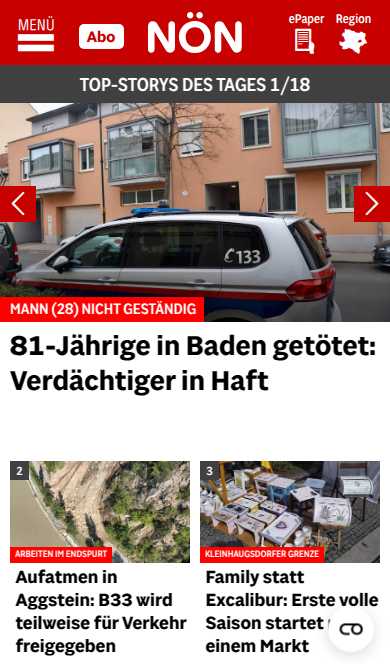 MENÜ
Abo
NÖN
ePaper
Region
TOP-STORYS DES TAGES 1/18
133
MANN (28) NICHT GESTÄNDIG
81-Jährige in Baden getötet:
Verdächtiger in Haft
2
ARBEITEN IM ENDSPURT
Aufatmen in
Aggstein: B33 wird
teilweise für Verkehr
freigegeben
3
KLEINHAUGSDORFER GRENZE
Family statt
Excalibur: Erste volle
Saison startet
einem Markt